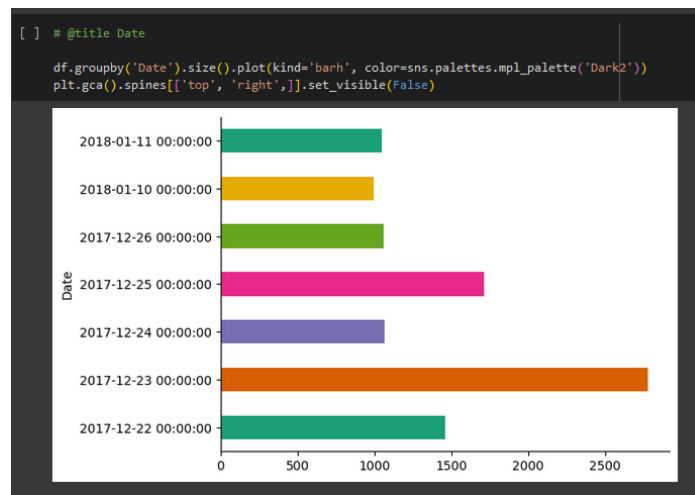 [ ] # @title Date
df.groupby('Date').size().plot(kind='barh', color=sns.palettes.mpl_palette('Dark2'))
plt.gca().spines[['top', 'right',]].set_visible(False)
2018-01-11 00:00:00
2018-01-10 00:00:00
2017-12-26 00:00:00
2017-12-25 00:00:00
Date
2017-12-24 00:00:00
2017-12-23 00:00:00
2017-12-22 00:00:00
0 500 1000 1500 2000 2500